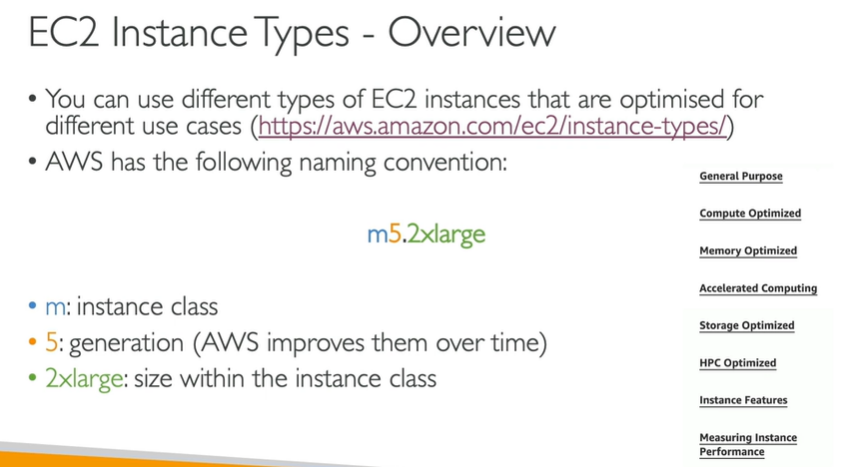 EC2 Instance Types - Overview
• You can use different types of EC2 instances that are optimised for
different use cases (https://aws.amazon.com/ec2/instance-types/)
• AWS has the following naming convention:
m5.2xlarge
• m: instance class
• 5: generation (AWS improves them over time)
• 2xlarge: size within the instance class
General Purpose
Compute Optimized
Memory Optimized
Accelerated Computing
Storage Optimized
HPC Optimized
Instance Features
Measuring Instance
Performance